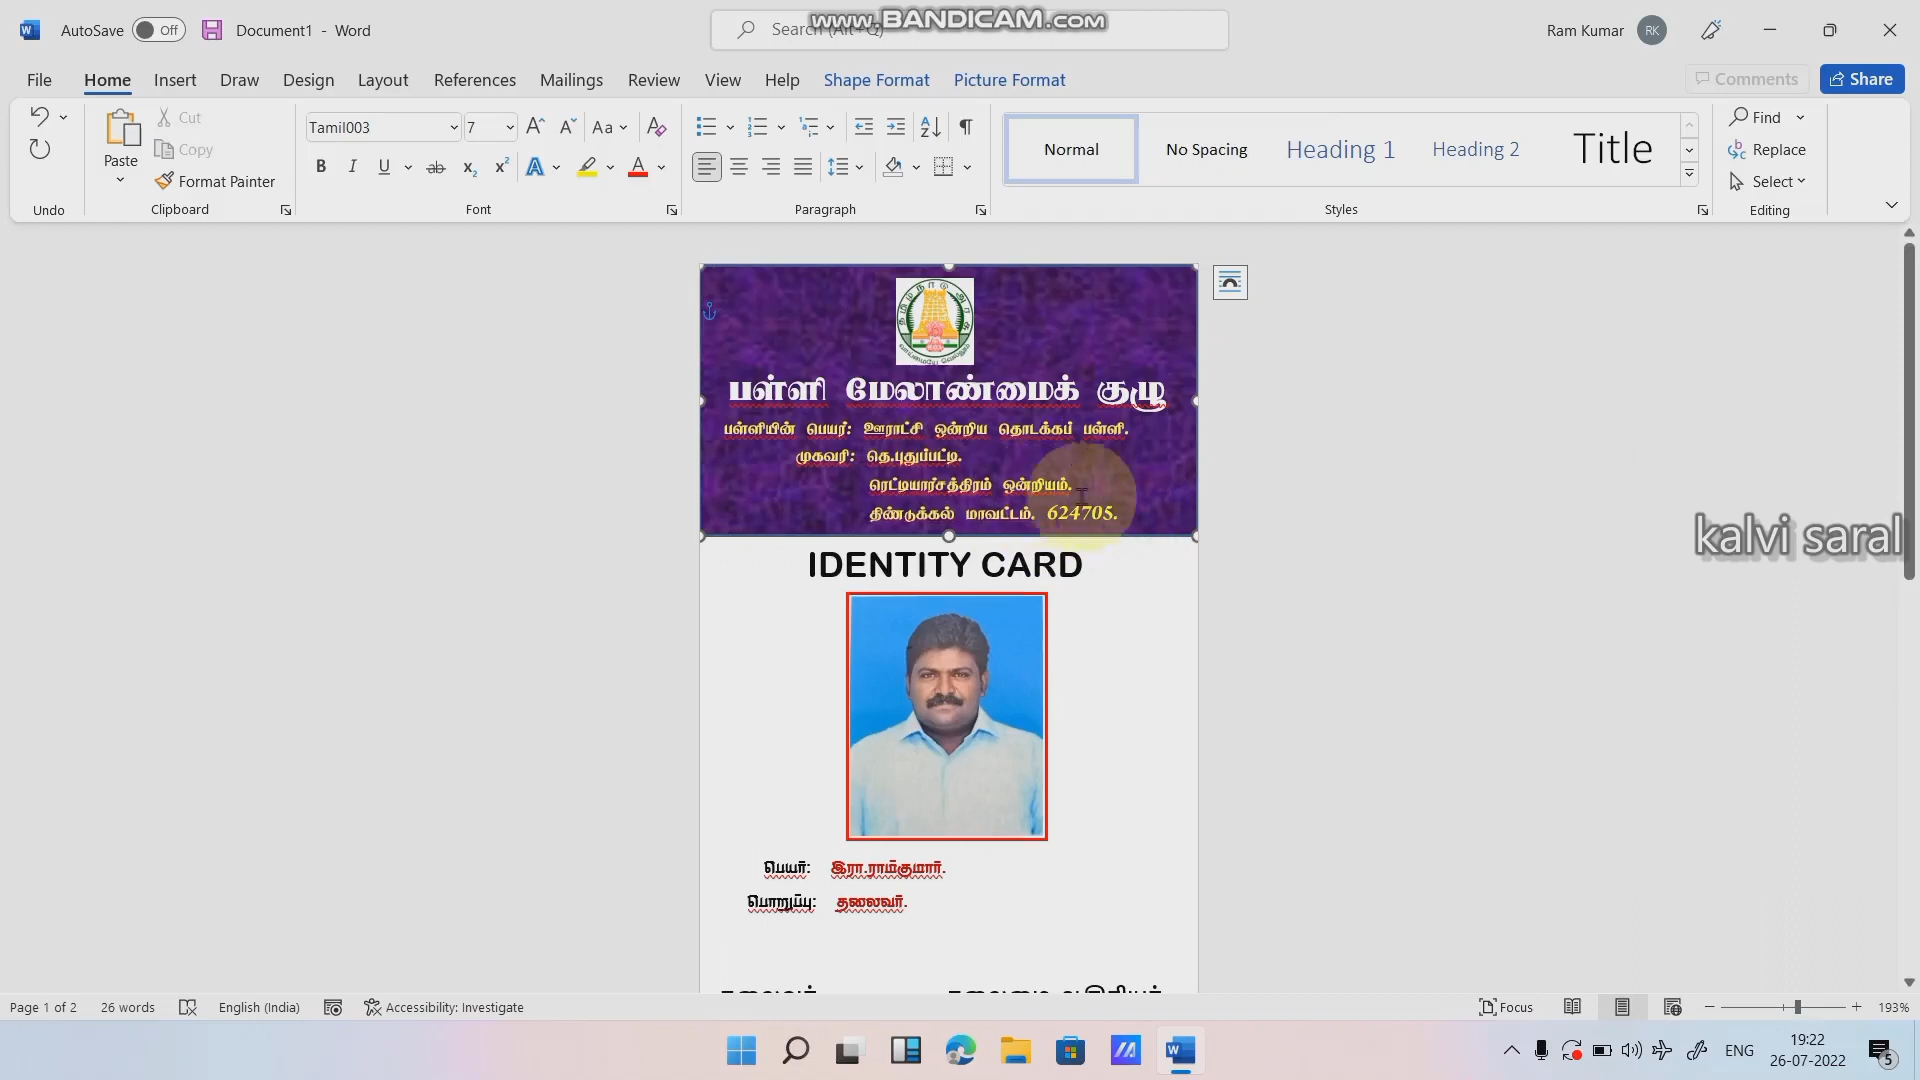 www.BANDICAM.com
AutoSave Off Document1 - Word
Search (Alt+Q)
Ram Kumar RK
File Home Insert Draw Design Layout References Mailings Review View Help Shape Format Picture Format
Comments Share
Paste
Cut
Copy
Format Painter
Tamil003 7
Normal No Spacing Heading 1 Heading 2 Title
Find
Replace
Select
Undo Clipboard Font Paragraph Styles Editing
பள்ளி மேலாண்மைக் குழு
பள்ளியின் பெயர்: ஊராட்சி ஒன்றிய தொடக்கப் பள்ளி.
முகவரி: தெ.புதுப்பட்டி.
ரெட்டியார்சத்திரம் ஒன்றியம்.
திண்டுக்கல் மாவட்டம். 624705.
kalvi saral
IDENTITY CARD
பெயர்: இரா.ராம்குமார்.
பொறுப்பு: தலைவர்.
Page 1 of 2 26 words English (India) Accessibility: Investigate
Focus 193%
ENG 19:22
26-07-2022 5